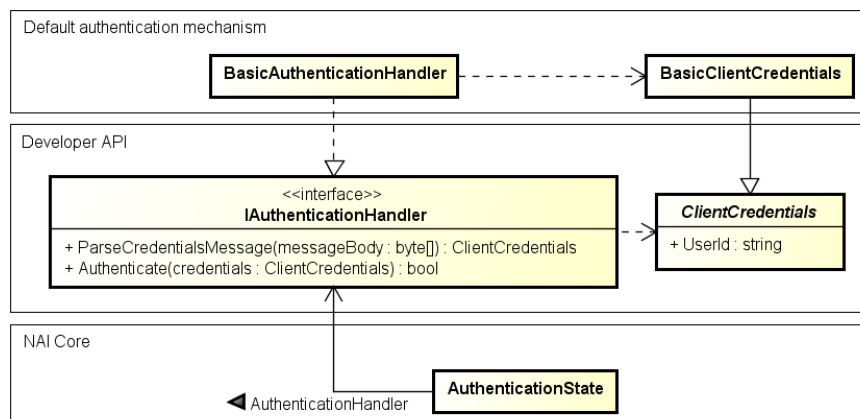 Default authentication mechanism
BasicAuthenticationHandler
BasicClientCredentials
Developer API
<<interface>>
IAuthenticationHandler
+ ParseCredentialsMessage(messageBody : byte[]) : ClientCredentials
+ Authenticate(credentials : ClientCredentials) : bool
ClientCredentials
+ UserId : string
NAI Core
AuthenticationState
AuthenticationHandler